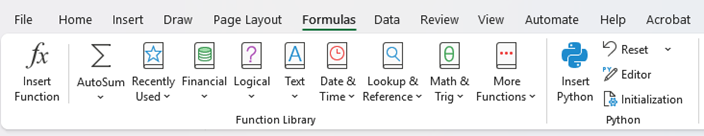 File Home Insert Draw Page Layout Formulas Data Review View Automate Help Acrobat
fx
Insert Function
AutoSum
Recently Used
Financial
Logical
Text
Date & Time
Lookup & Reference
Math & Trig
More Functions
Function Library
Insert Python
Reset
Editor
Initialization
Python